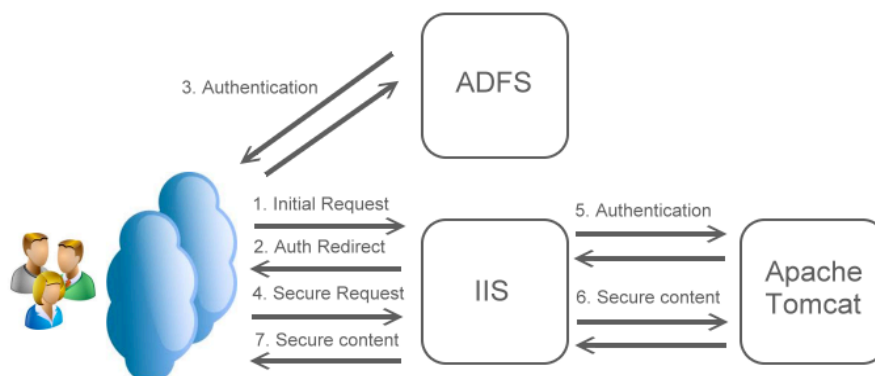 ADFS
3. Authentication
1. Initial Request
2. Auth Redirect
4. Secure Request
7. Secure content
IIS
5. Authentication
6. Secure content
Apache
Tomcat